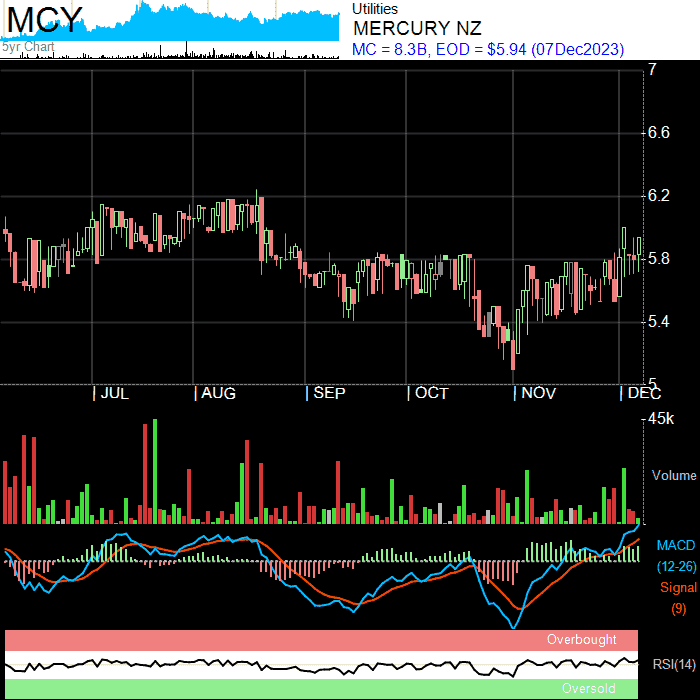 MCY
5yr Chart
Utilities
MERCURY NZ
MC = 8.3B, EOD = $5.94 (07Dec2023)
7
6.6
6.2
5.8
5.4
5
JUL AUG SEP OCT NOV DEC
45k
Volume
MACD
(12-26)
Signal
(9)
Overbought
RSI(14)
Oversold